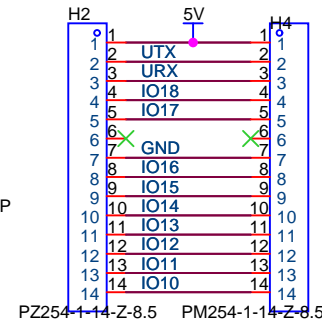 H2 5V H4
1 1 1 1
2 2 UTX 2 2
3 3 URX 3 3
4 4 IO18 4 4
5 5 IO17 5 5
6 6 6 6
7 7 GND 7 7
8 8 IO16 8 8
9 9 IO15 9 9
10 10 IO14 10 10
11 11 IO13 11 11
12 12 IO12 12 12
13 13 IO11 13 13
14 14 IO10 14 14
P
PZ254-1-14-Z-8.5 PM254-1-14-Z-8.5